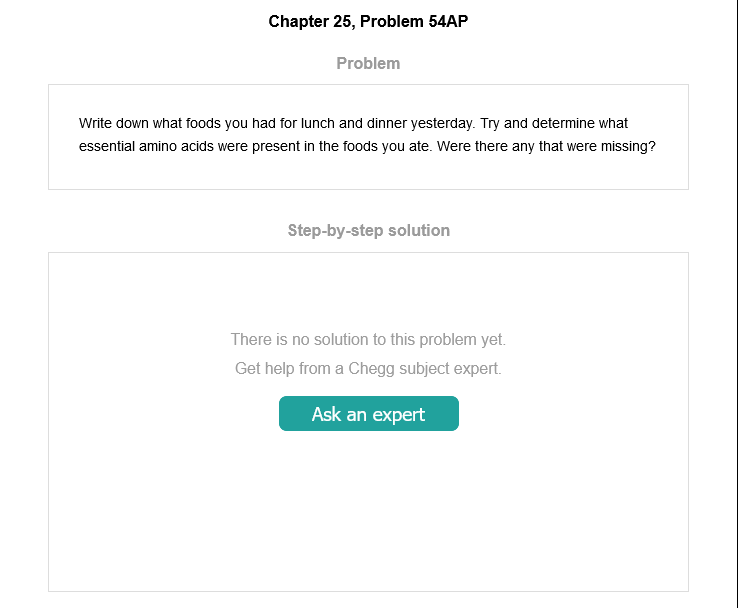 Chapter 25, Problem 54AP
Problem
Write down what foods you had for lunch and dinner yesterday. Try and determine what
essential amino acids were present in the foods you ate. Were there any that were missing?
Step-by-step solution
There is no solution to this problem yet.
Get help from a Chegg subject expert.
Ask an expert